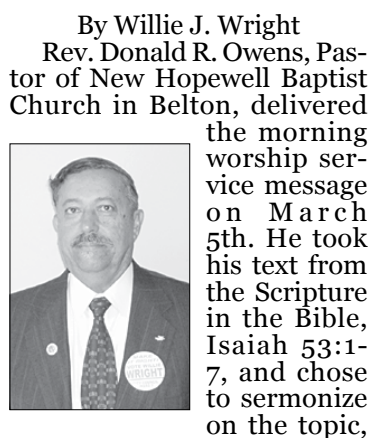 By Willie J. Wright
Rev. Donald R. Owens, Pas-
tor of New Hopewell Baptist
Church in Belton, delivered
the morning
worship ser-
vice message
on March
5th. He took
his text from
the Scripture
in the Bible,
Isaiah 53:1-
7, and chose
to sermonize
on the topic,
WRIGHT